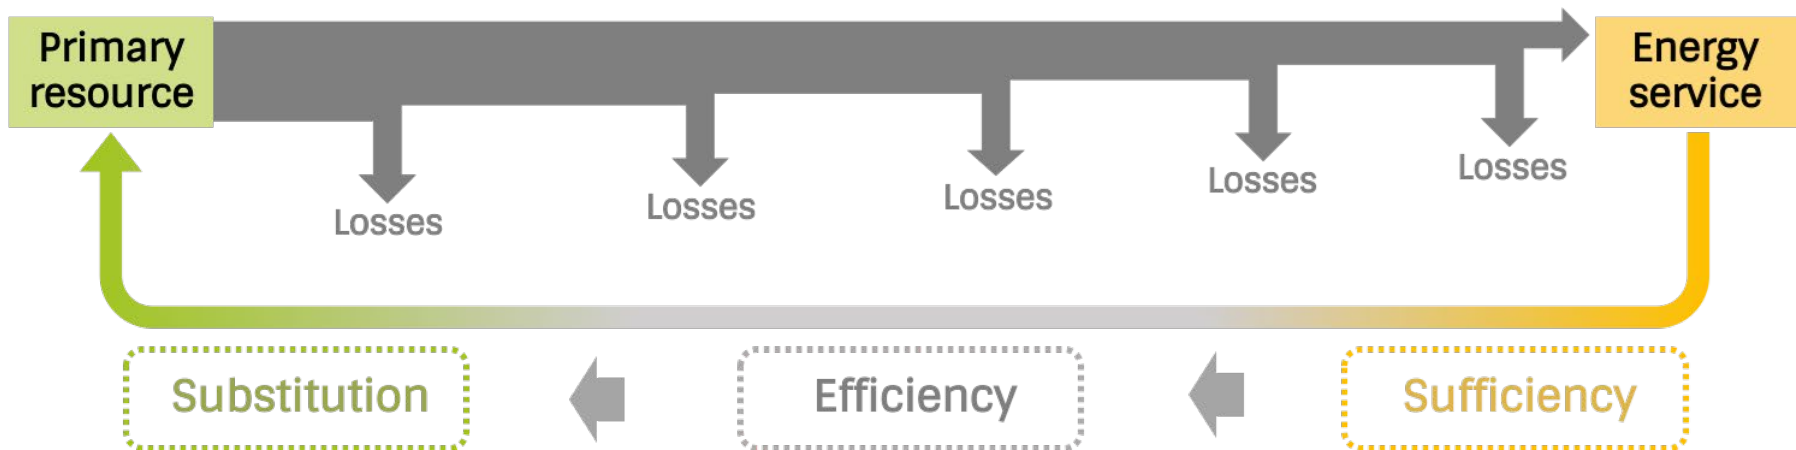 Primary
resource
Energy
service
Losses
Losses
Losses
Losses
Losses
Substitution
Efficiency
Sufficiency